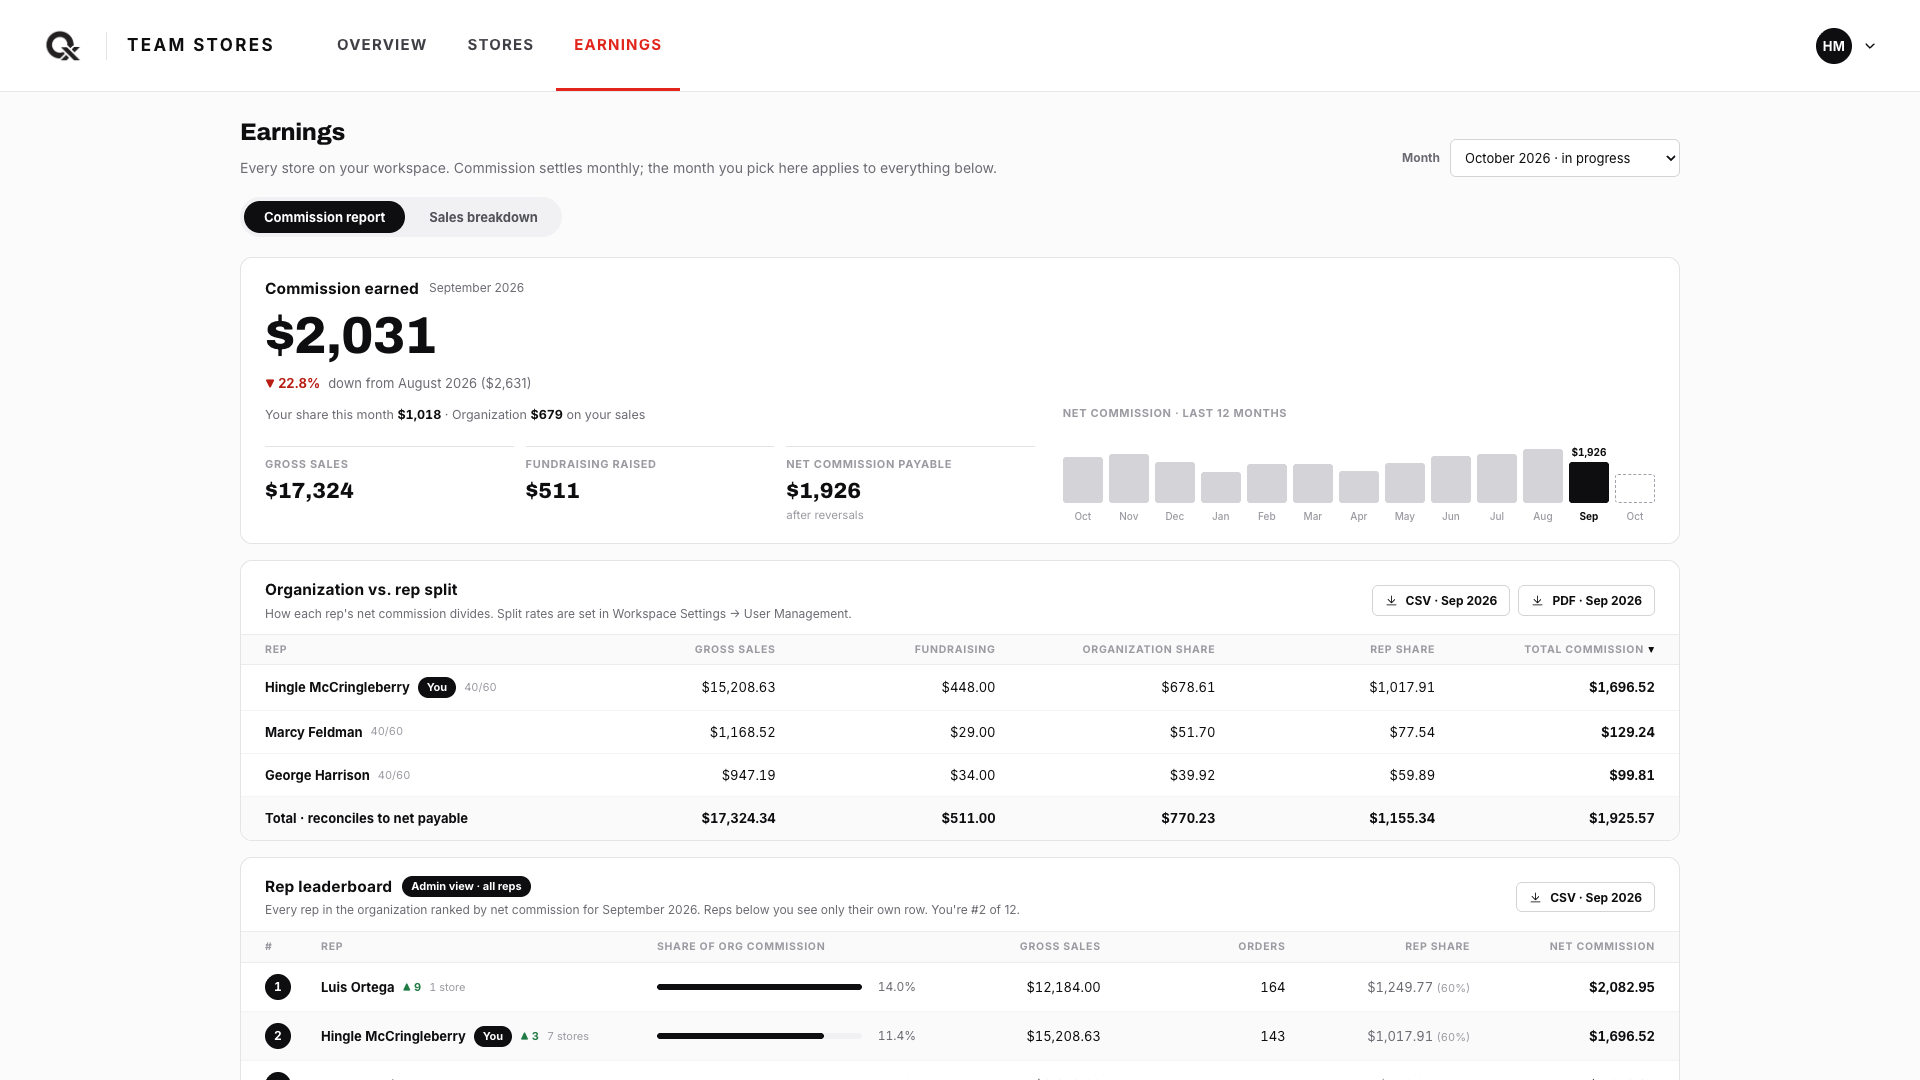 TEAM STORES
OVERVIEW
STORES
EARNINGS
HM
Earnings
Every store on your workspace. Commission settles monthly; the month you pick here applies to everything below.
Month
October 2026 · in progress
Commission report
Sales breakdown
Commission earned September 2026
$2,031
▼ 22.8% down from August 2026 ($2,631)
Your share this month $1,018 · Organization $679 on your sales
GROSS SALES
$17,324
FUNDRAISING RAISED
$511
NET COMMISSION PAYABLE
$1,926
after reversals
NET COMMISSION · LAST 12 MONTHS
$1,926
Oct Nov Dec Jan Feb Mar Apr May Jun Jul Aug Sep Oct
Organization vs. rep split
How each rep's net commission divides. Split rates are set in Workspace Settings → User Management.
CSV · Sep 2026
PDF · Sep 2026
REP GROSS SALES FUNDRAISING ORGANIZATION SHARE REP SHARE TOTAL COMMISSION ▼
Hingle McCringleberry You 40/60 $15,208.63 $448.00 $678.61 $1,017.91 $1,696.52
Marcy Feldman 40/60 $1,168.52 $29.00 $51.70 $77.54 $129.24
George Harrison 40/60 $947.19 $34.00 $39.92 $59.89 $99.81
Total · reconciles to net payable $17,324.34 $511.00 $770.23 $1,155.34 $1,925.57
Rep leaderboard Admin view · all reps
Every rep in the organization ranked by net commission for September 2026. Reps below you see only their own row. You're #2 of 12.
CSV · Sep 2026
# REP SHARE OF ORG COMMISSION GROSS SALES ORDERS REP SHARE NET COMMISSION
1 Luis Ortega ▲ 9 1 store 14.0% $12,184.00 164 $1,249.77 (60%) $2,082.95
2 Hingle McCringleberry You ▲ 3 7 stores 11.4% $15,208.63 143 $1,017.91 (60%) $1,696.52